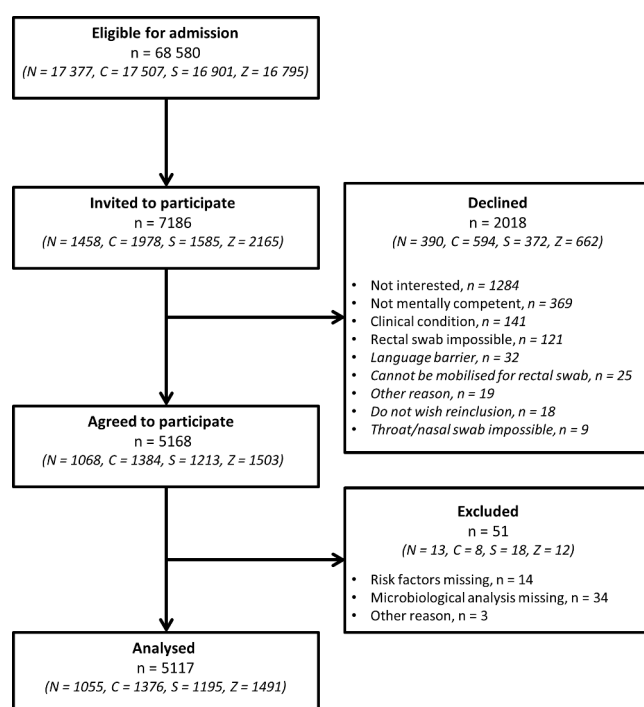 Eligible for admission
n = 68 580
(N = 17 377, C = 17 507, S = 16 901, Z = 16 795)
Invited to participate
n = 7186
(N = 1458, C = 1978, S = 1585, Z = 2165)
Declined
n = 2018
(N = 390, C = 594, S = 372, Z = 662)
• Not interested, n = 1284
• Not mentally competent, n = 369
• Clinical condition, n = 141
• Rectal swab impossible, n = 121
• Language barrier, n = 32
• Cannot be mobilised for rectal swab, n = 25
• Other reason, n = 19
• Do not wish reinclusion, n = 18
• Throat/nasal swab impossible, n = 9
Agreed to participate
n = 5168
(N = 1068, C = 1384, S = 1213, Z = 1503)
Excluded
n = 51
(N = 13, C = 8, S = 18, Z = 12)
• Risk factors missing, n = 14
• Microbiological analysis missing, n = 34
• Other reason, n = 3
Analysed
n = 5117
(N = 1055, C = 1376, S = 1195, Z = 1491)